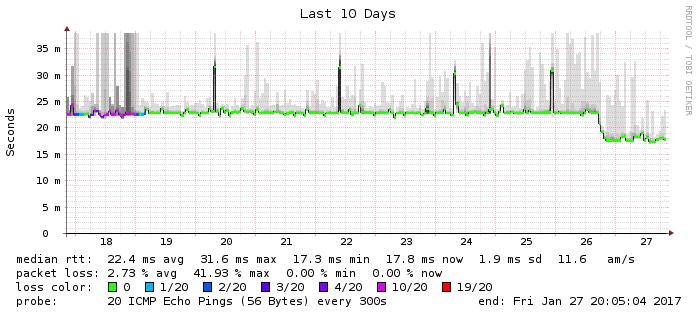 Last 10 Days
RRDTOOL / TOBI OETIKER
Seconds
35 m
30 m
25 m
20 m
15 m
10 m
5 m
0
18 19 20 21 22 23 24 25 26 27
median rtt: 22.4 ms avg 31.6 ms max 17.3 ms min 17.8 ms now 1.9 ms sd 11.6 am/s
packet loss: 2.73 % avg 41.93 % max 0.00 % min 0.00 % now
loss color: 0 1/20 2/20 3/20 4/20 10/20 19/20
probe: 20 ICMP Echo Pings (56 Bytes) every 300s end: Fri Jan 27 20:05:04 2017